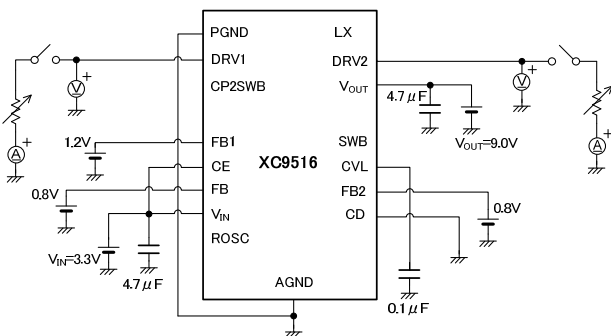 PGND LX
DRV1 DRV2
CP2SWB VOUT
V + V +
4.7μF
A A +
1.2V FB1 SWB VOUT=9.0V
CE XC9516 CVL
0.8V FB FB2
VIN CD 0.8V
ROSC
VIN=3.3V
4.7μF AGND
0.1μF